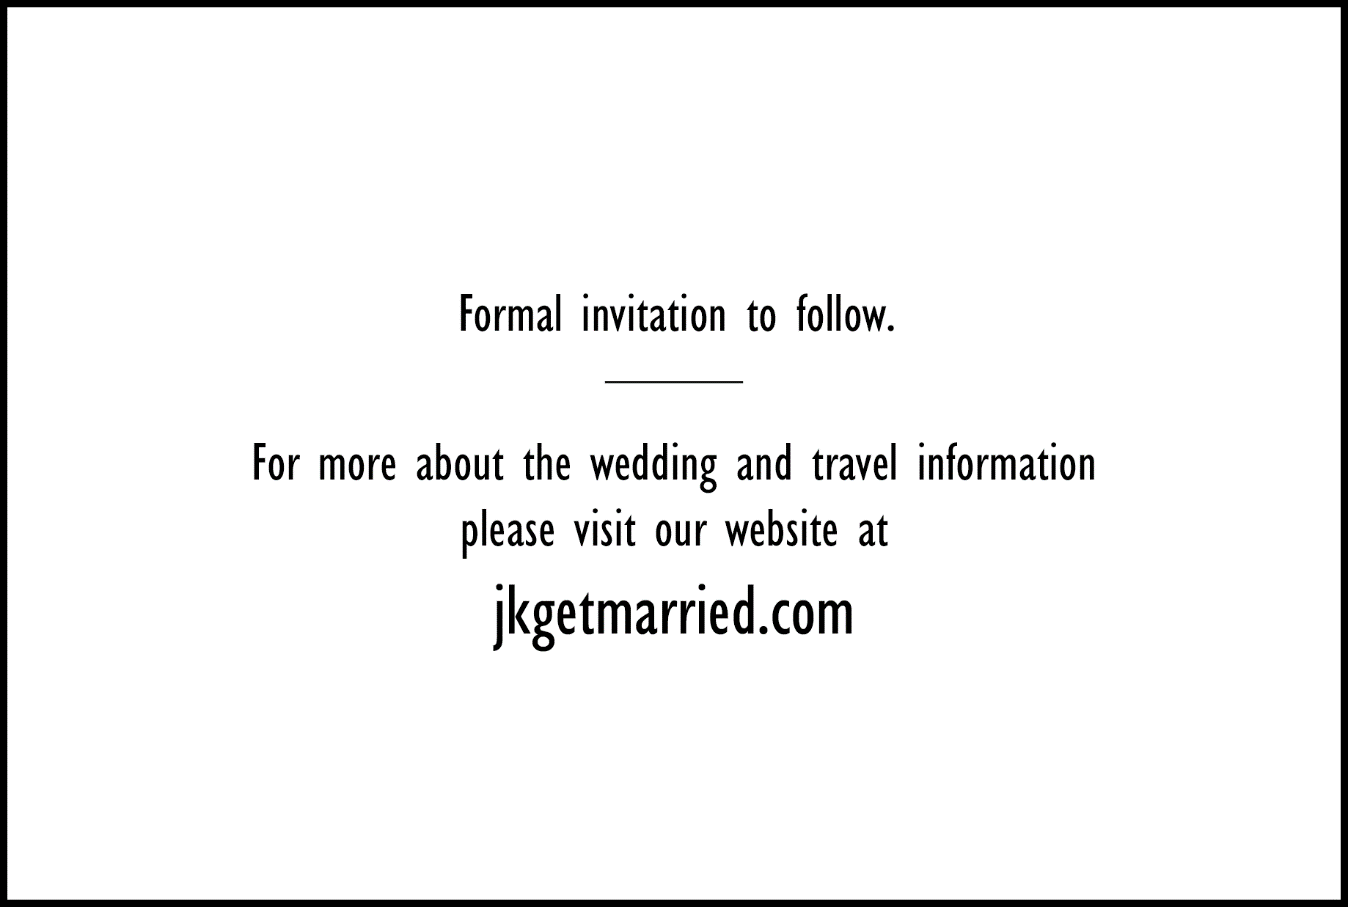 Formal invitation to follow.
For more about the wedding and travel information
please visit our website at
jkgetmarried.com